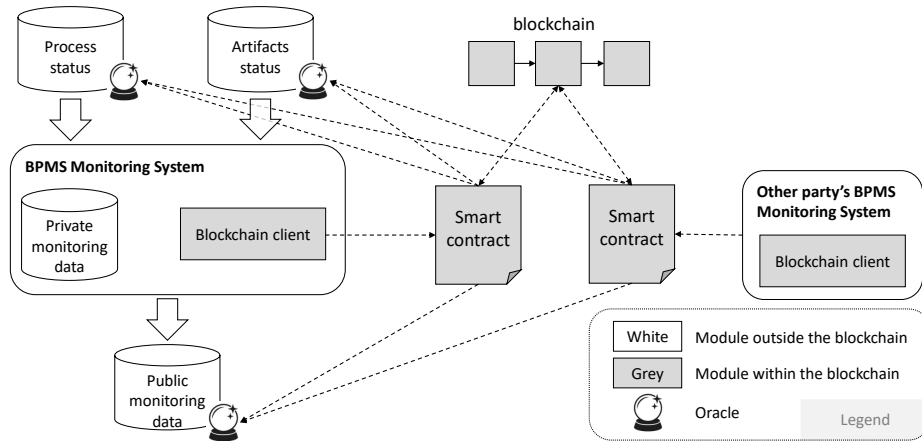 blockchain
Process
status
Artifacts
status
BPMS Monitoring System
Private
monitoring
data
Blockchain client
Smart
contract
Smart
contract
Other party's BPMS
Monitoring System
Blockchain client
Public
monitoring
data
White
Module outside the blockchain
Grey
Module within the blockchain
Oracle
Legend